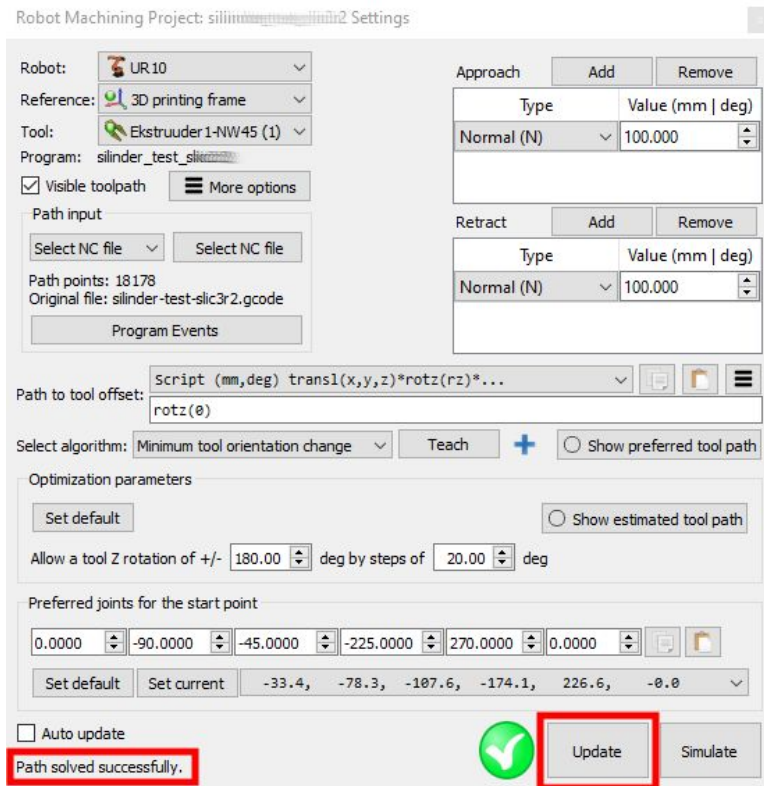 Robot Machining Project: Settings
Robot: UR10
Reference: 3D printing frame
Tool: Ekstruuder1-NW45 (1)
Program: silinder_test_
Visible toolpath More options
Path input
Select NC file Select NC file
Path points: 18178
Original file: silinder-test-slic3r2.gcode
Program Events
Approach Add Remove
Type Value (mm | deg)
Normal (N) 100.000
Retract Add Remove
Type Value (mm | deg)
Normal (N) 100.000
Path to tool offset: Script (mm,deg) transl(x,y,z)*rotz(rz)*...
rotz(0)
Select algorithm: Minimum tool orientation change Teach Show preferred tool path
Optimization parameters
Set default Show estimated tool path
Allow a tool Z rotation of +/- 180.00 deg by steps of 20.00 deg
Preferred joints for the start point
0.0000 -90.0000 -45.0000 -225.0000 270.0000 0.0000
Set default Set current -33.4, -78.3, -107.6, -174.1, 226.6, -0.0
Auto update
Path solved successfully.
Update Simulate